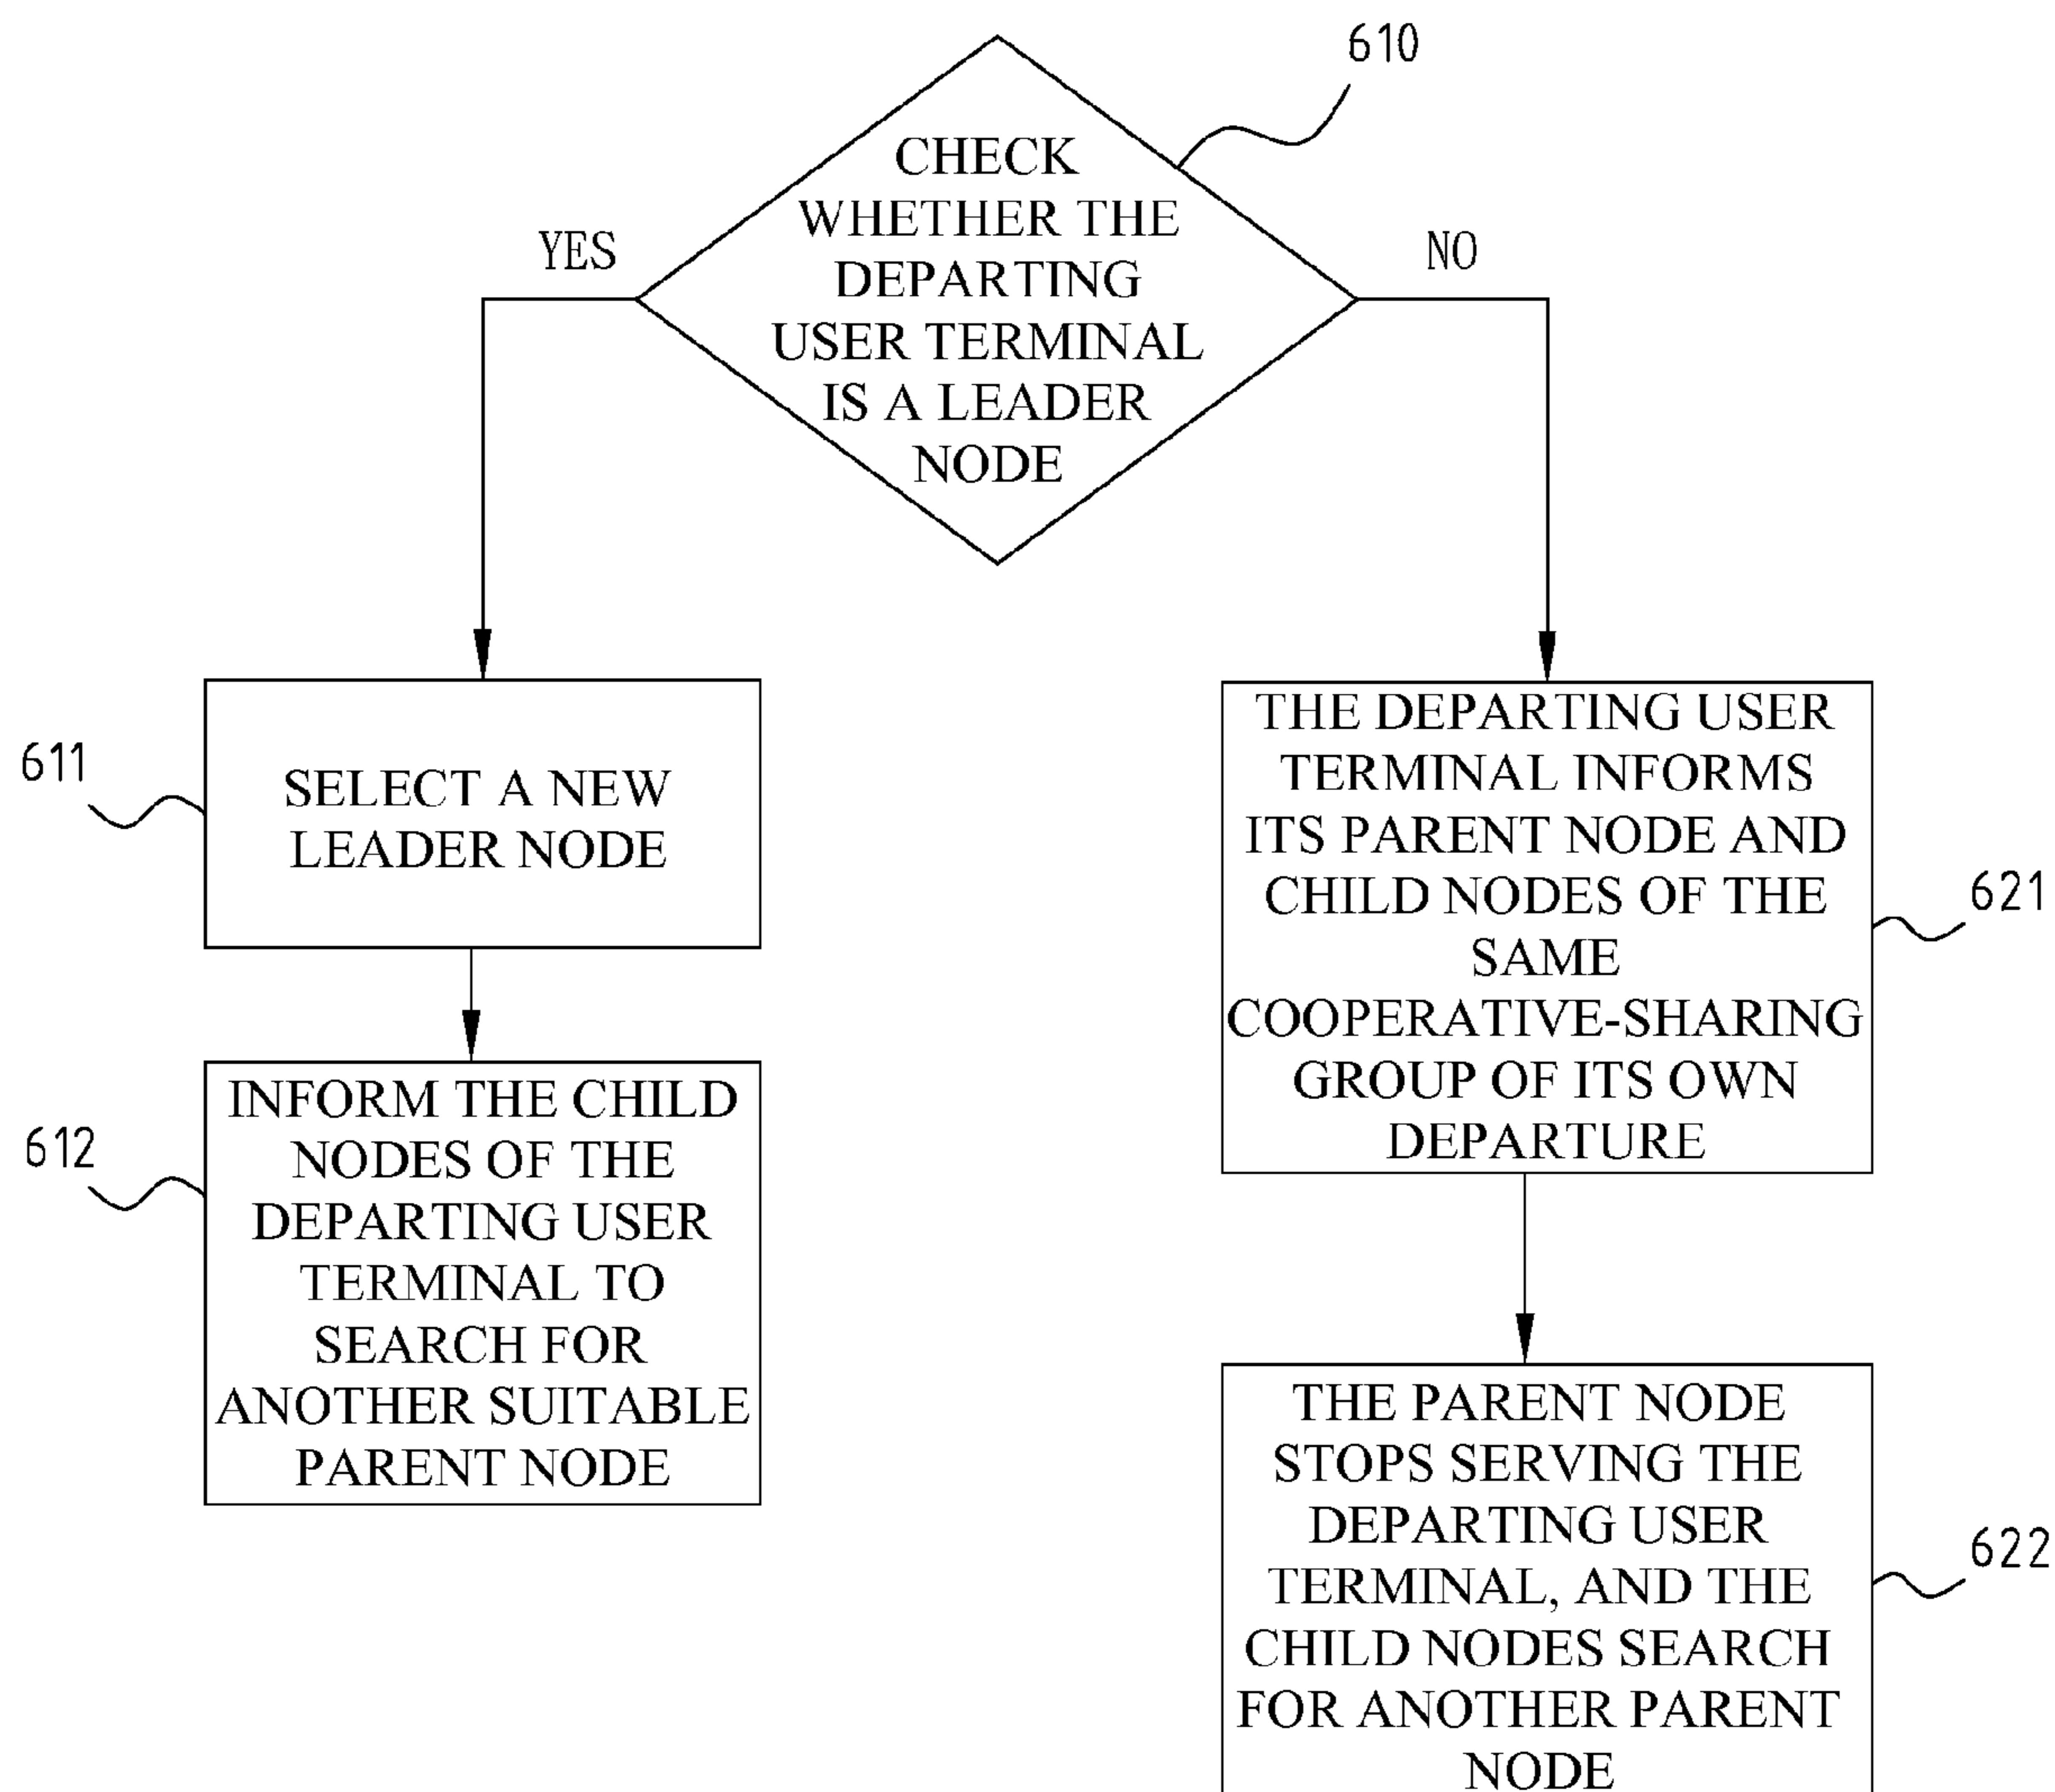 610
CHECK
WHETHER THE
DEPARTING
USER TERMINAL
IS A LEADER
NODE
YES
NO
611
SELECT A NEW
LEADER NODE
612
INFORM THE CHILD
NODES OF THE
DEPARTING USER
TERMINAL TO
SEARCH FOR
ANOTHER SUITABLE
PARENT NODE
THE DEPARTING USER
TERMINAL INFORMS
ITS PARENT NODE AND
CHILD NODES OF THE
SAME
COOPERATIVE-SHARING
GROUP OF ITS OWN
DEPARTURE
621
THE PARENT NODE
STOPS SERVING THE
DEPARTING USER
TERMINAL, AND THE
CHILD NODES SEARCH
FOR ANOTHER PARENT
NODE
622